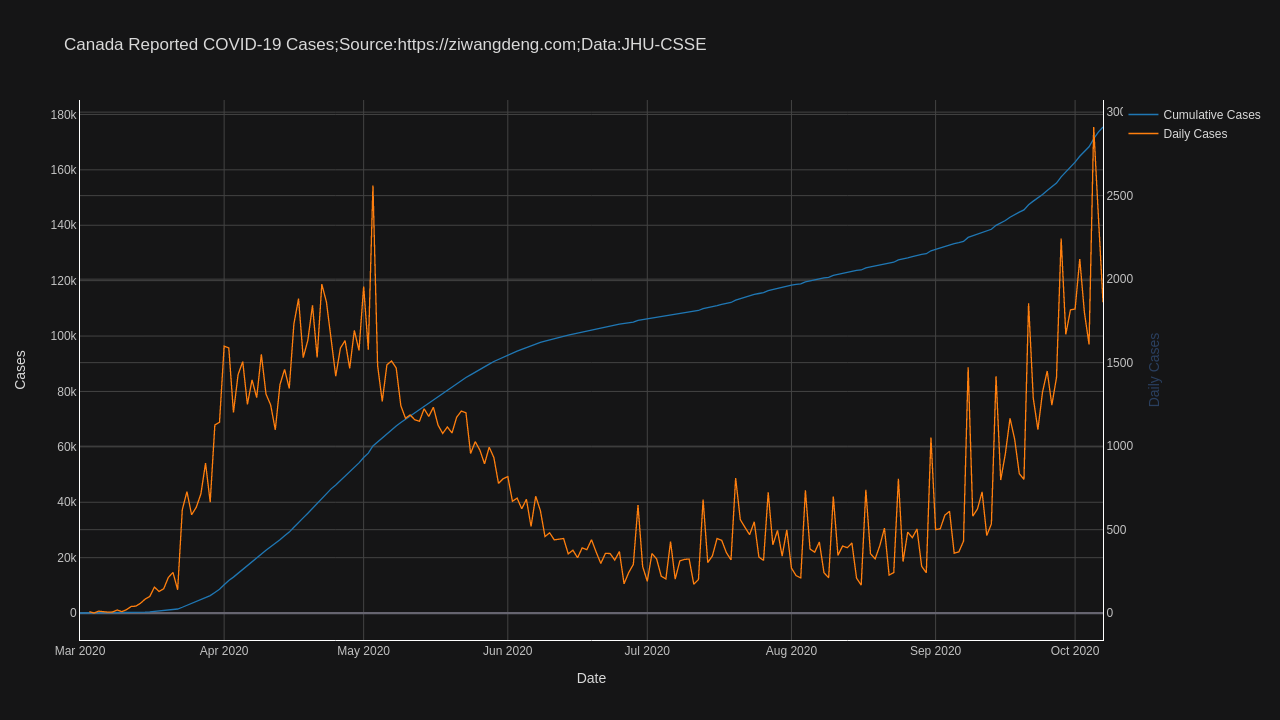 Canada Reported COVID-19 Cases;Source:https://ziwangdeng.com;Data:JHU-CSSE
180k
160k
140k
120k
100k
80k
60k
40k
20k
0
Cases
Mar 2020
Apr 2020
May 2020
Jun 2020
Jul 2020
Aug 2020
Sep 2020
Oct 2020
Date
2500
2000
1500
1000
500
0
Daily Cases
Cumulative Cases
Daily Cases